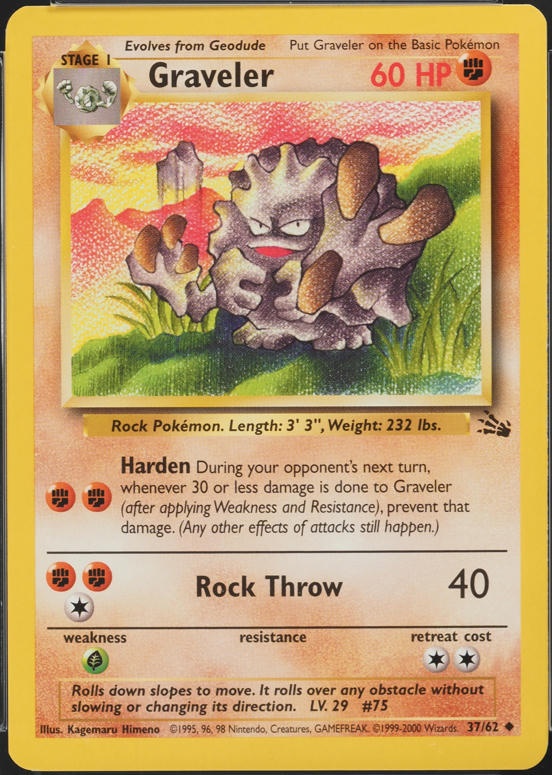 Evolves from Geodude Put Graveler on the Basic Pokémon
STAGE 1
Graveler 60 HP
Rock Pokémon. Length: 3' 3", Weight: 232 lbs.
Harden During your opponent's next turn,
whenever 30 or less damage is done to Graveler
(after applying Weakness and Resistance), prevent that
damage. (Any other effects of attacks still happen.)
Rock Throw 40
weakness resistance retreat cost
Rolls down slopes to move. It rolls over any obstacle without
slowing or changing its direction. LV. 29 #75
Illus. Kagemaru Himeno ©1995, 96, 98 Nintendo, Creatures, GAMEFREAK. ©1999-2000 Wizards. 37/62